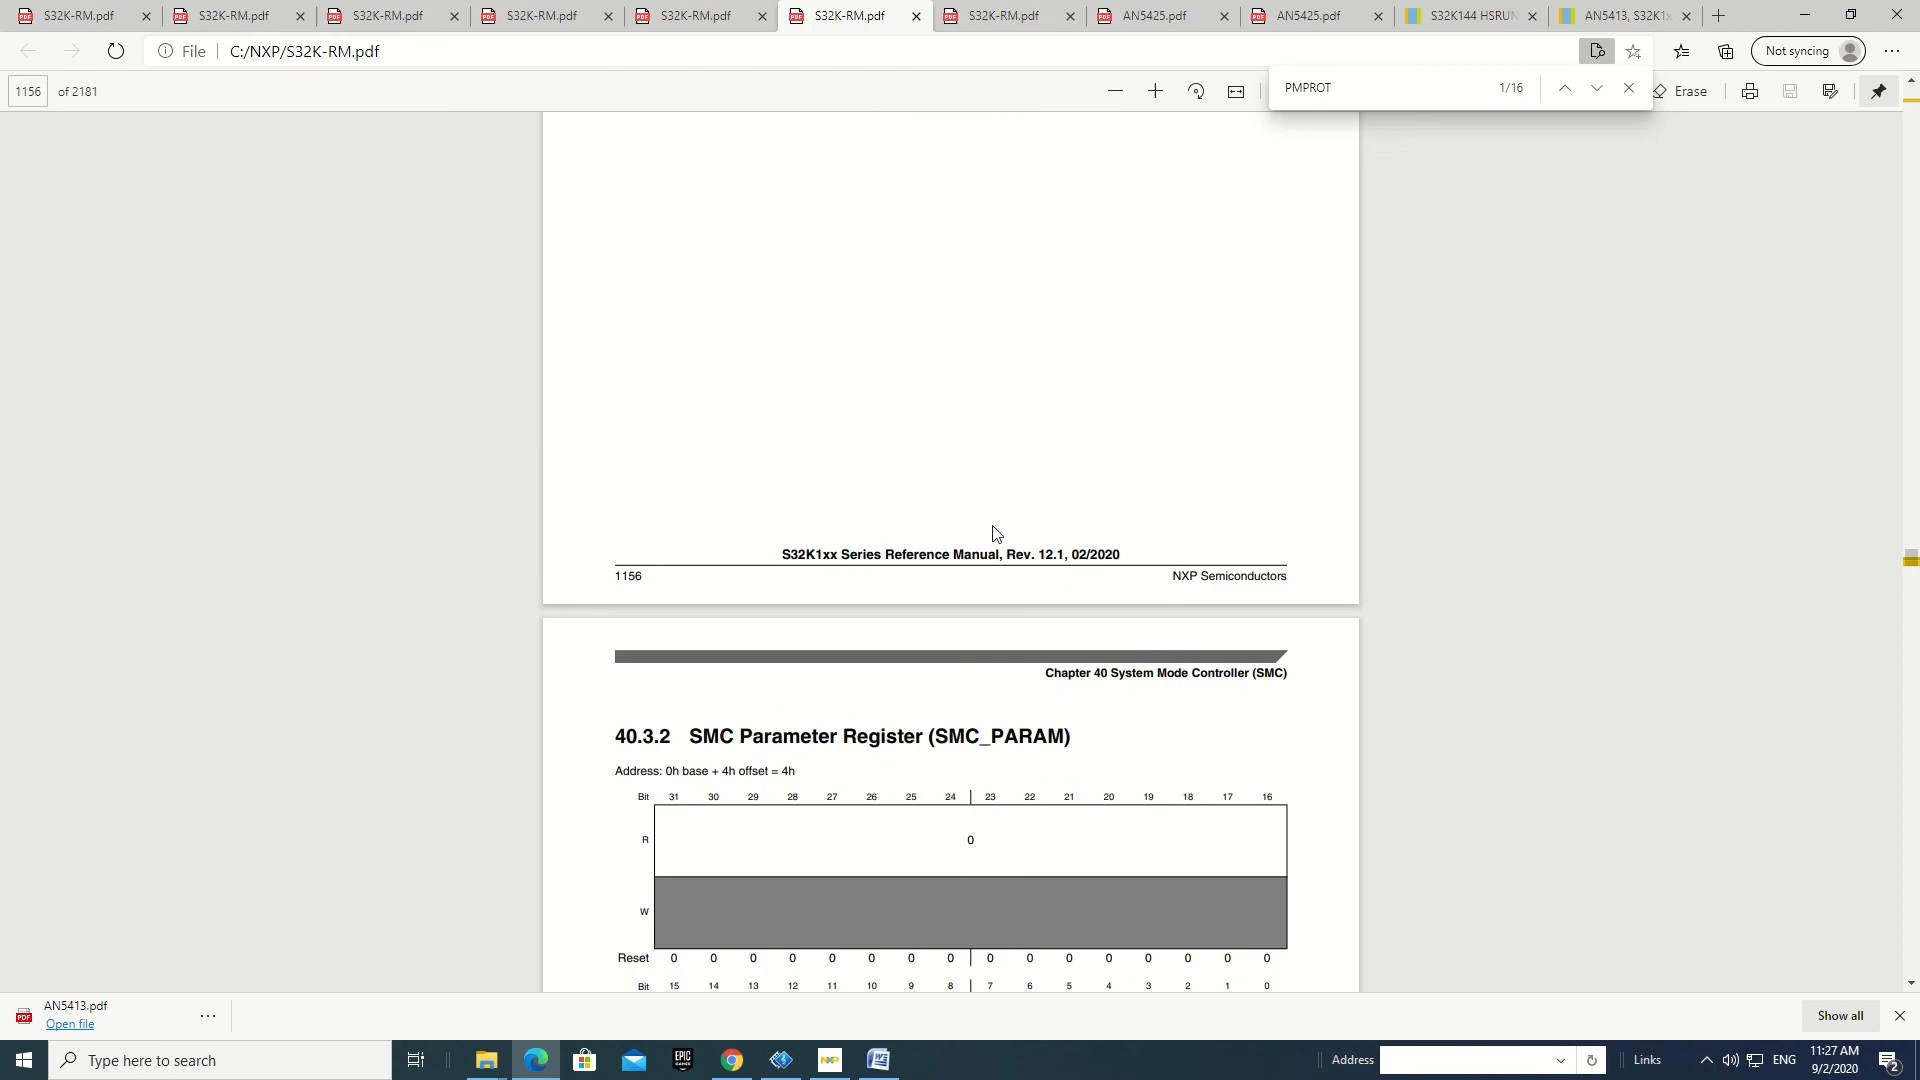 S32K-RM.pdf
S32K-RM.pdf
S32K-RM.pdf
S32K-RM.pdf
S32K-RM.pdf
S32K-RM.pdf
S32K-RM.pdf
AN5425.pdf
AN5425.pdf
S32K144 HSRUN
AN5413, S32K1x
File
C:/NXP/S32K-RM.pdf
Not syncing
1156 of 2181
PMPROT
1/16
Erase
S32K1xx Series Reference Manual, Rev. 12.1, 02/2020
1156 NXP Semiconductors
Chapter 40 System Mode Controller (SMC)
40.3.2 SMC Parameter Register (SMC_PARAM)
Address: 0h base + 4h offset = 4h
Bit 31 30 29 28 27 26 25 24 23 22 21 20 19 18 17 16
R 0
W
Reset 0 0 0 0 0 0 0 0 0 0 0 0 0 0 0 0
Bit 15 14 13 12 11 10 9 8 7 6 5 4 3 2 1 0
AN5413.pdf
Open file
Show all
Type here to search
EPIC GAMES
NXP
Address
Links
ENG
11:27 AM
9/2/2020
2